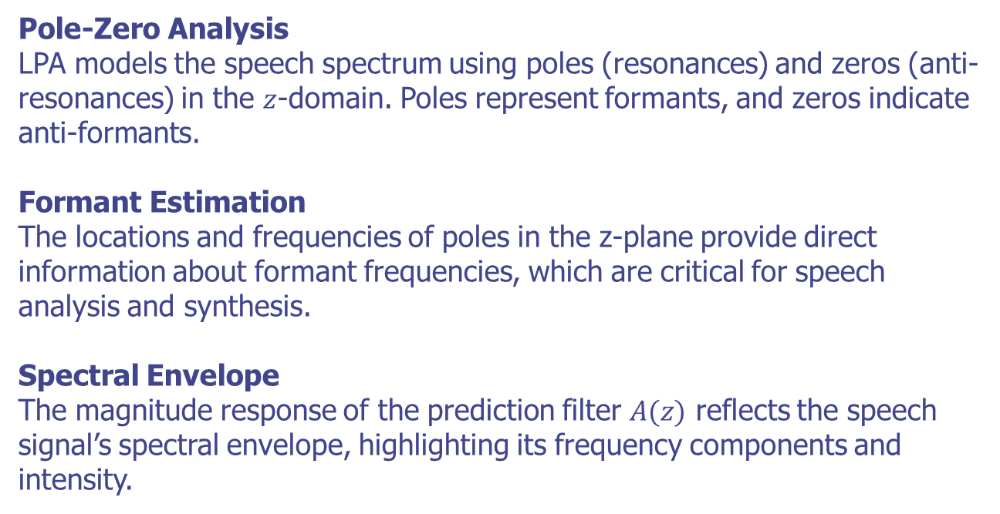 Pole-Zero Analysis
LPA models the speech spectrum using poles (resonances) and zeros (anti-
resonances) in the z-domain. Poles represent formants, and zeros indicate
anti-formants.
Formant Estimation
The locations and frequencies of poles in the z-plane provide direct
information about formant frequencies, which are critical for speech
analysis and synthesis.
Spectral Envelope
The magnitude response of the prediction filter A(z) reflects the speech
signal’s spectral envelope, highlighting its frequency components and
intensity.